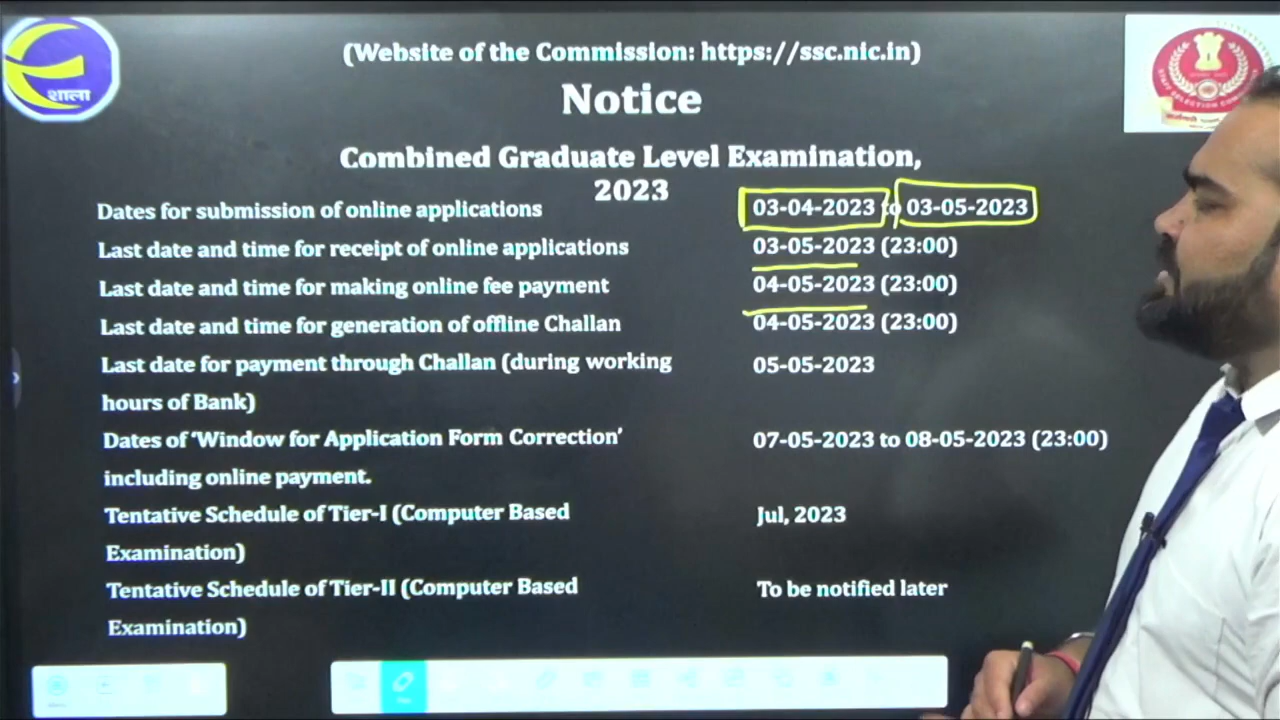 शाला
(Website of the Commission: https://ssc.nic.in)
Notice
Combined Graduate Level Examination,
2023
Dates for submission of online applications 03-04-2023 to 03-05-2023
Last date and time for receipt of online applications 03-05-2023 (23:00)
Last date and time for making online fee payment 04-05-2023 (23:00)
Last date and time for generation of offline Challan 04-05-2023 (23:00)
Last date for payment through Challan (during working 05-05-2023
hours of Bank)
Dates of ‘Window for Application Form Correction’ 07-05-2023 to 08-05-2023 (23:00)
including online payment.
Tentative Schedule of Tier-I (Computer Based Jul, 2023
Examination)
Tentative Schedule of Tier-II (Computer Based To be notified later
Examination)